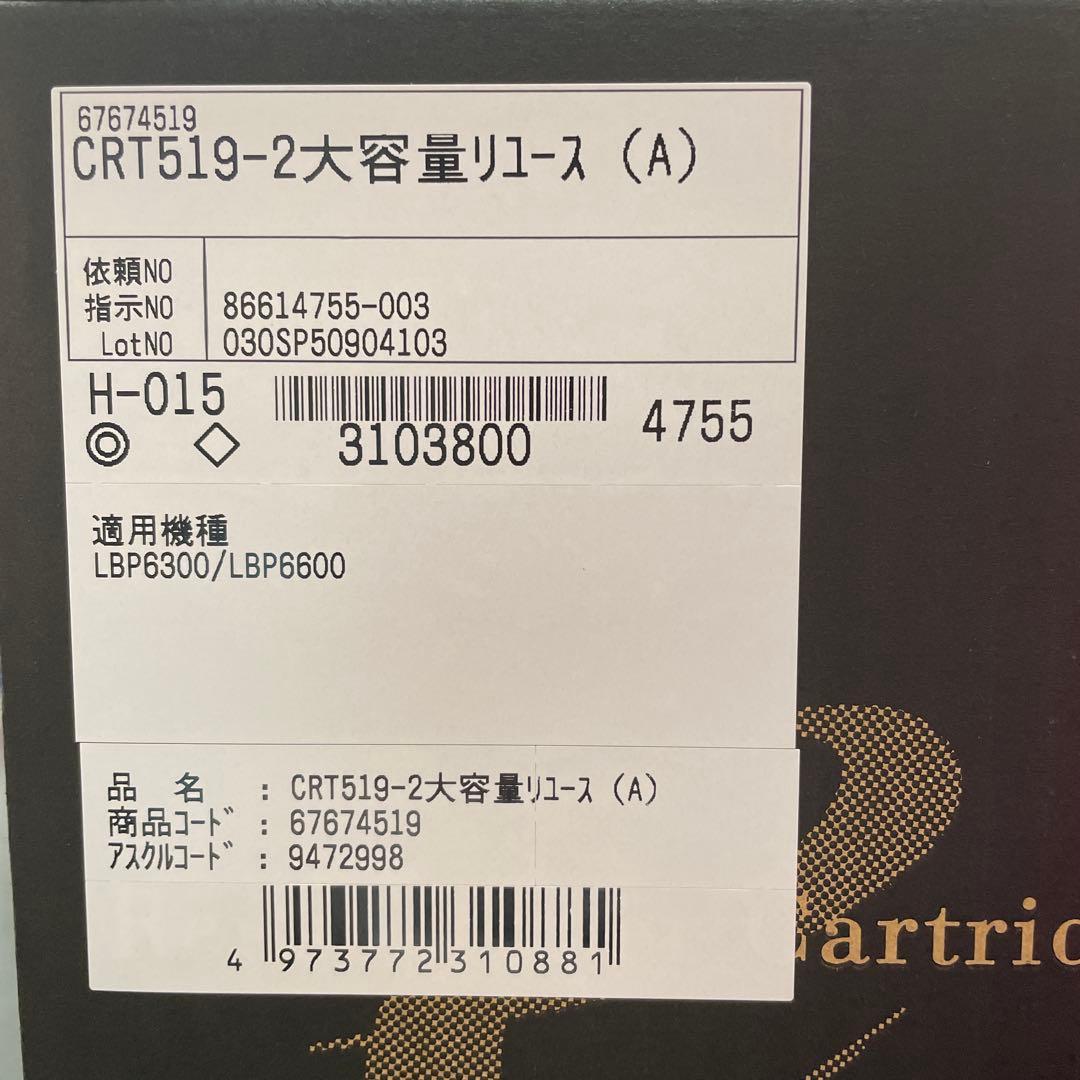 67674519
CRT519-2大容量リユース（A）
依頼NO
指示NO 86614755-003
LotNO 030SP50904103
H-015
◎ ◇
3103800
4755
適用機種
LBP6300/LBP6600
品　名 : CRT519-2大容量リユース（A）
商品コード : 67674519
アスクルコード : 9472998
4 973772 310881
artric